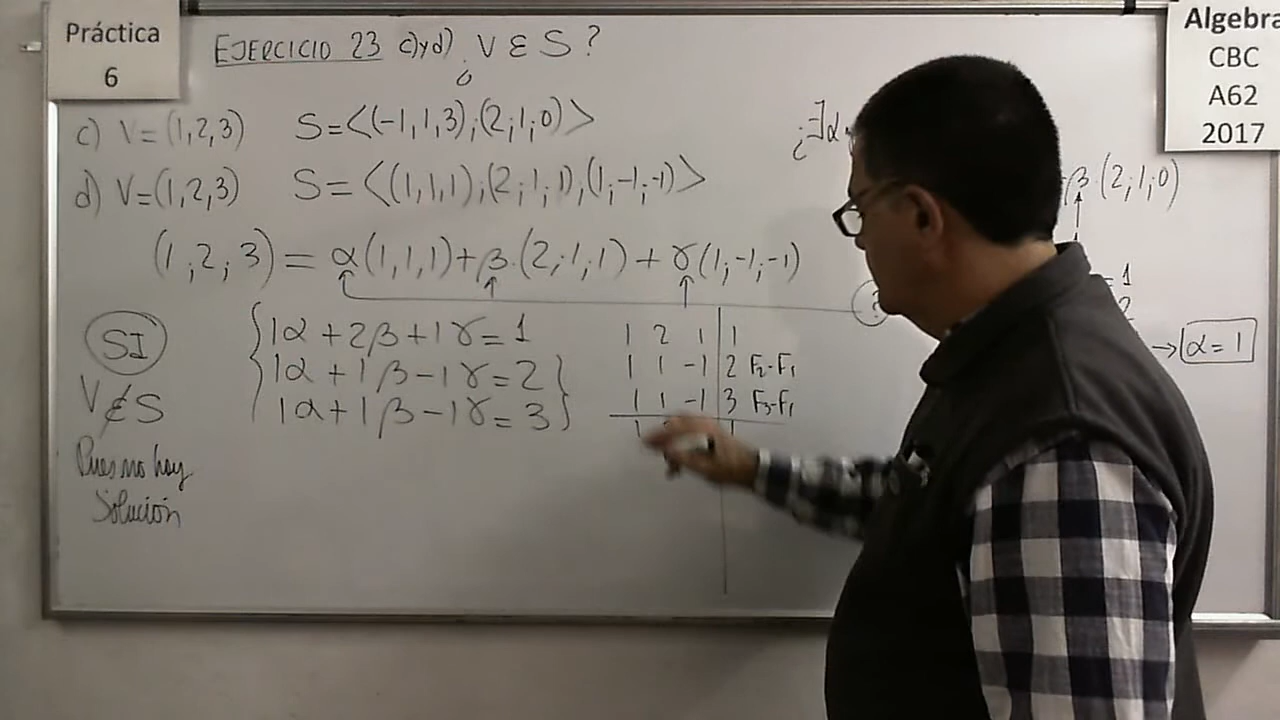 Práctica
6
EJERCICIO 23 c) y d) ¿V ∈ S?
Algebra
CBC
A62
2017
c) V=(1,2,3) S=<(-1,1,3);(2;1;0)>
d) V=(1,2,3) S=<(1,1,1);(2;1;1),(1,-1,-1)>
¿∃α
β.(2;1;0)
(1,2,3)=α(1,1,1)+β.(2;1;1)+γ(1;-1;-1)
=1
2
→ α=1
SI
V∉S
Pues no hay
Solución
1α+2β+1γ=1
1α+1β-1γ=2
1α+1β-1γ=3
1 2 1 | 1
1 1 -1 | 2 F2-F1
1 1 -1 | 3 F3-F1